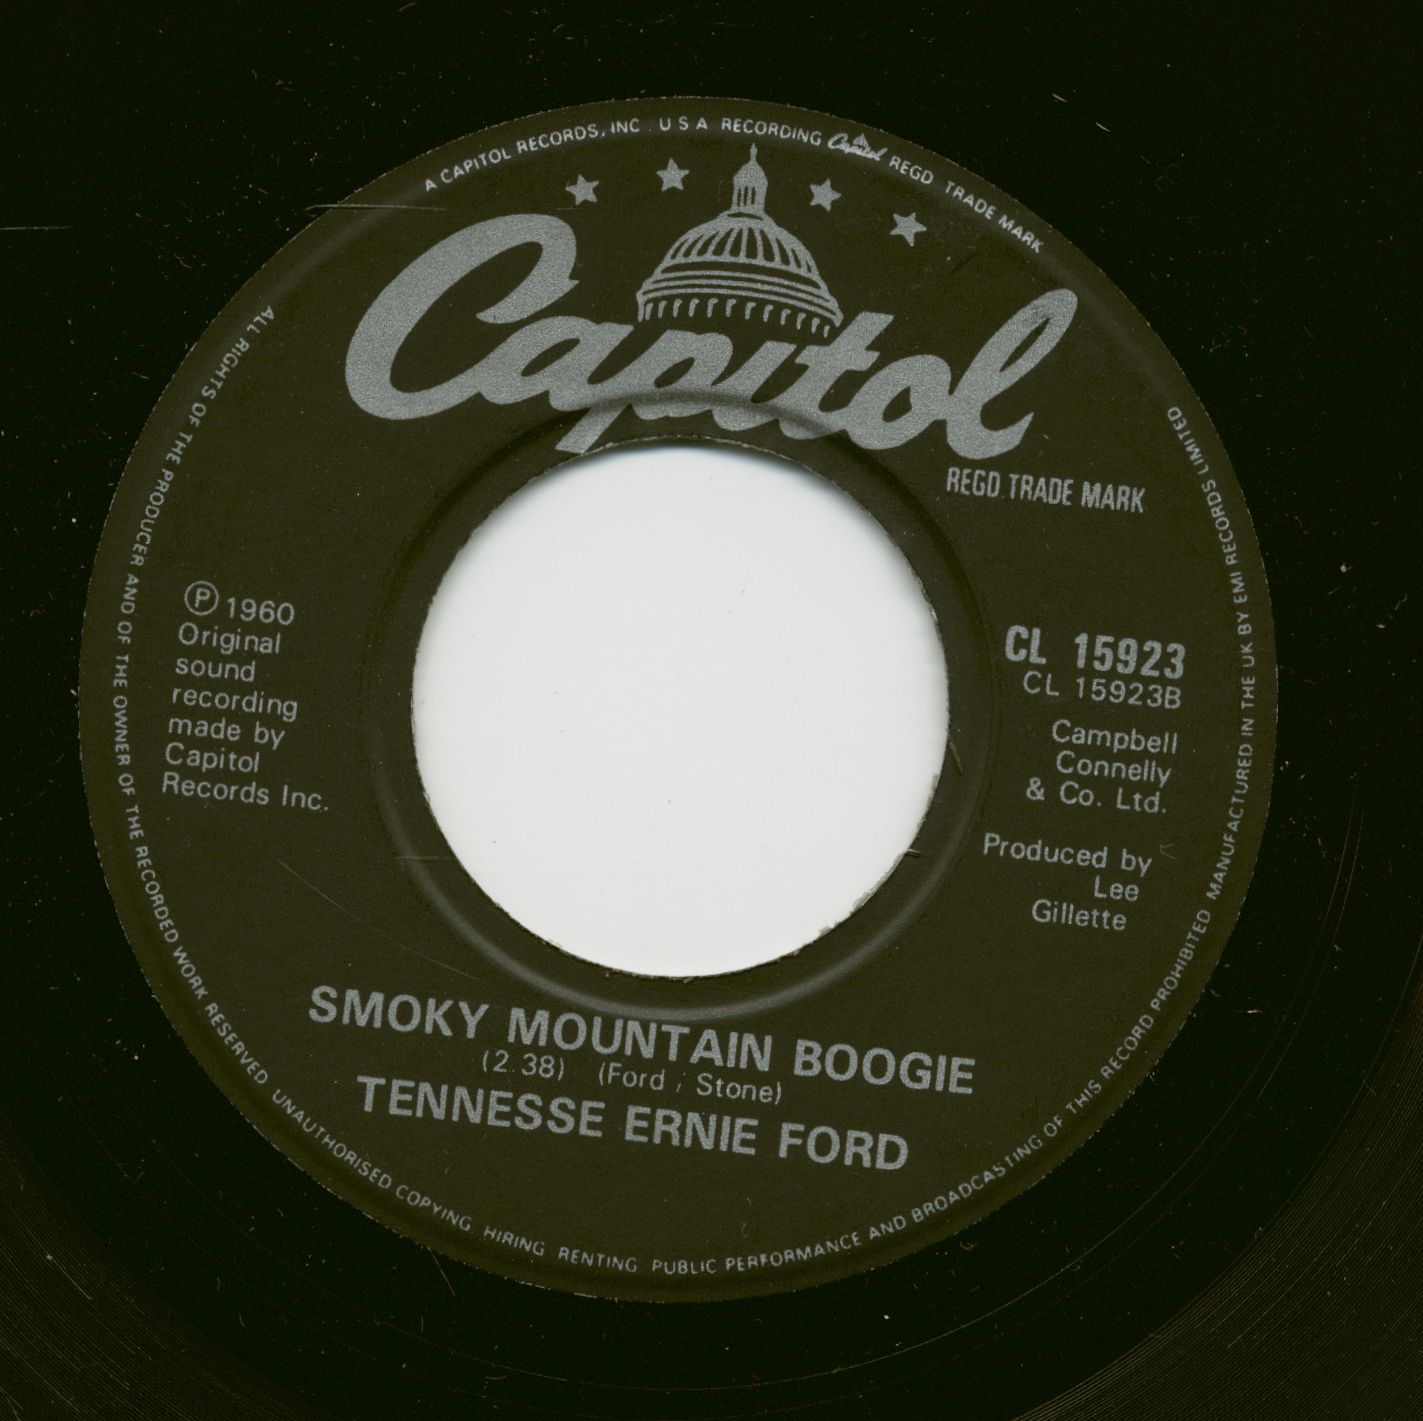 A CAPITOL RECORDS, INC . U S A RECORDING Capitol REGD TRADE MARK
Capitol
REGD. TRADE MARK
℗ 1960
Original
sound
recording
made by
Capitol
Records Inc.
CL 15923
CL 15923B
Campbell
Connelly
& Co. Ltd.
Produced by
Lee
Gillette
SMOKY MOUNTAIN BOOGIE
(2.38) (Ford / Stone)
TENNESSE ERNIE FORD
ALL RIGHTS OF THE PRODUCER AND OF THE OWNER OF THE RECORDED WORK RESERVED. UNAUTHORISED COPYING HIRING RENTING PUBLIC PERFORMANCE AND BROADCASTING OF THIS RECORD PROHIBITED MANUFACTURED IN THE UK BY EMI RECORDS LIMITED